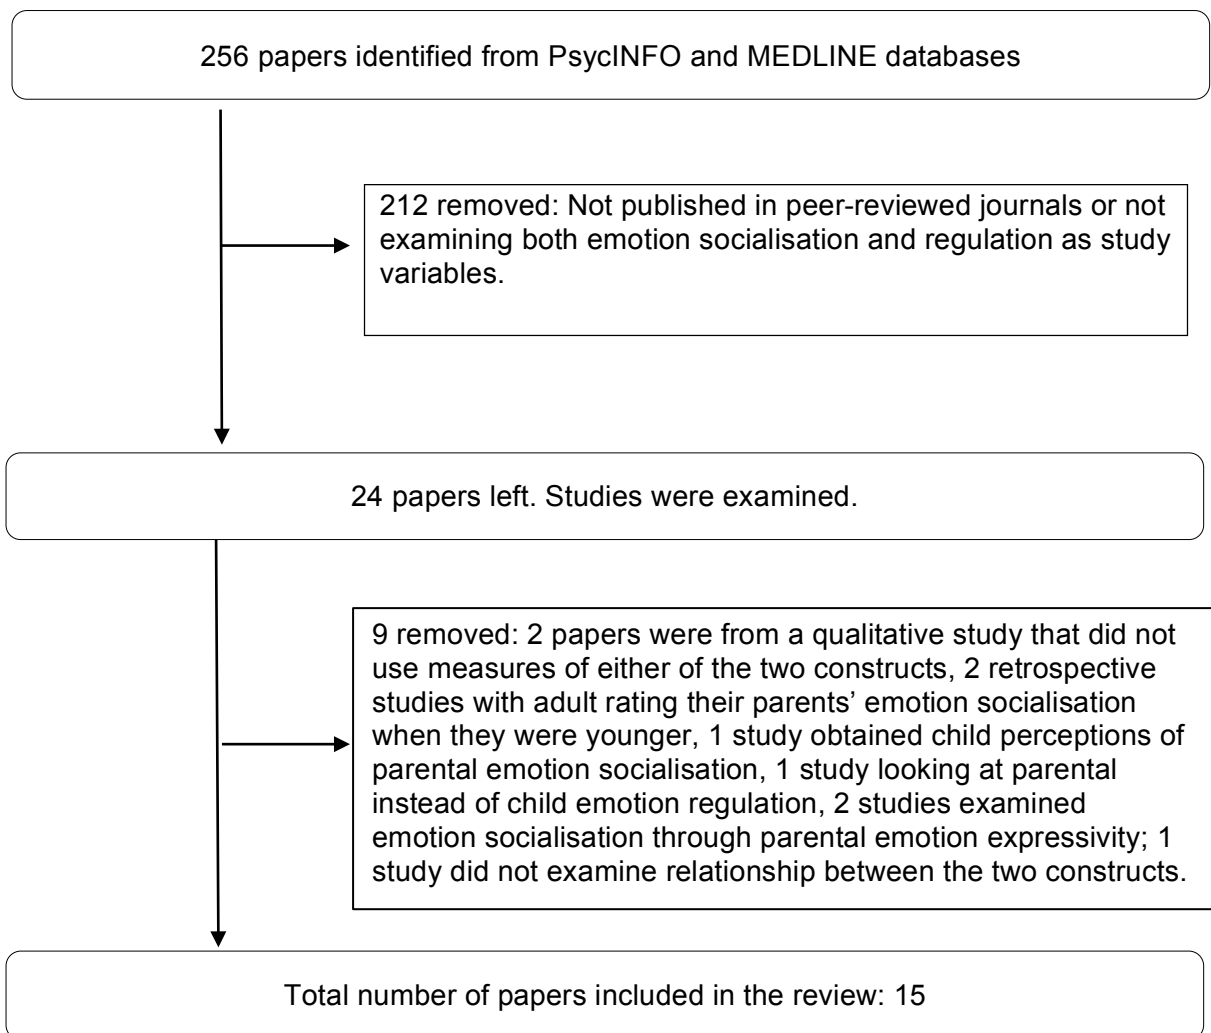 256 papers identified from PsycINFO and MEDLINE databases
212 removed: Not published in peer-reviewed journals or not
examining both emotion socialisation and regulation as study
variables.
24 papers left. Studies were examined.
9 removed: 2 papers were from a qualitative study that did not
use measures of either of the two constructs, 2 retrospective
studies with adult rating their parents’ emotion socialisation
when they were younger, 1 study obtained child perceptions of
parental emotion socialisation, 1 study looking at parental
instead of child emotion regulation, 2 studies examined
emotion socialisation through parental emotion expressivity; 1
study did not examine relationship between the two constructs.
Total number of papers included in the review: 15